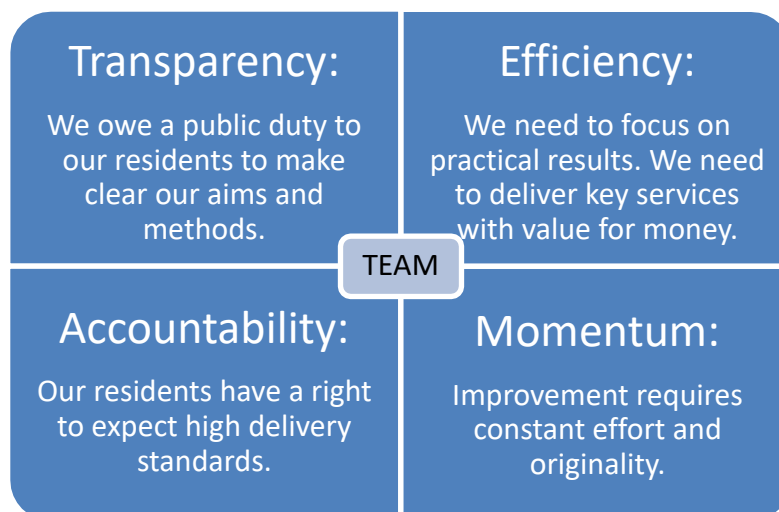 Transparency:
We owe a public duty to
our residents to make
clear our aims and
methods.
Efficiency:
We need to focus on
practical results. We need
to deliver key services
with value for money.
TEAM
Accountability:
Our residents have a right
to expect high delivery
standards.
Momentum:
Improvement requires
constant effort and
originality.